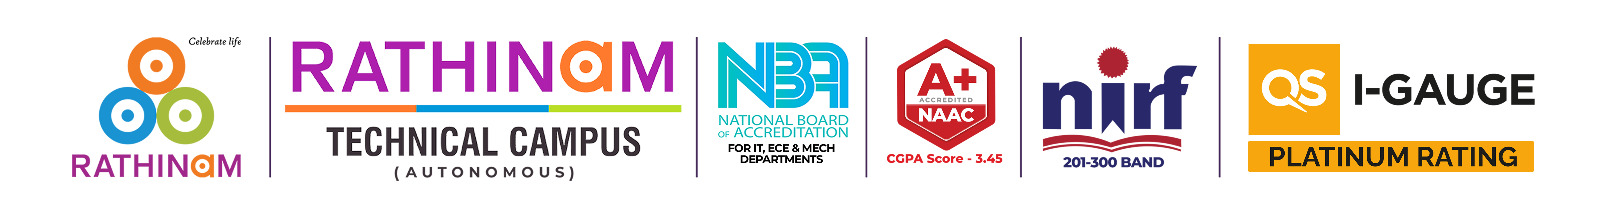 Celebrate life
RATHINAM
RATHINAM
TECHNICAL CAMPUS
(AUTONOMOUS)
NBA
NATIONAL BOARD
OF ACCREDITATION
FOR IT, ECE & MECH
DEPARTMENTS
A+
ACCREDITED
NAAC
CGPA Score - 3.45
nirf
201-300 BAND
QS
I-GAUGE
PLATINUM RATING